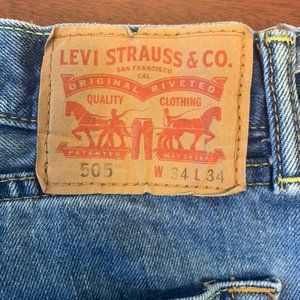 LEVI STRAUSS & CO.
SAN FRANCISCO
CAL.
ORIGINAL RIVETED
QUALITY CLOTHING
PATENTED MAY 20 1873
505 W 34 L 34